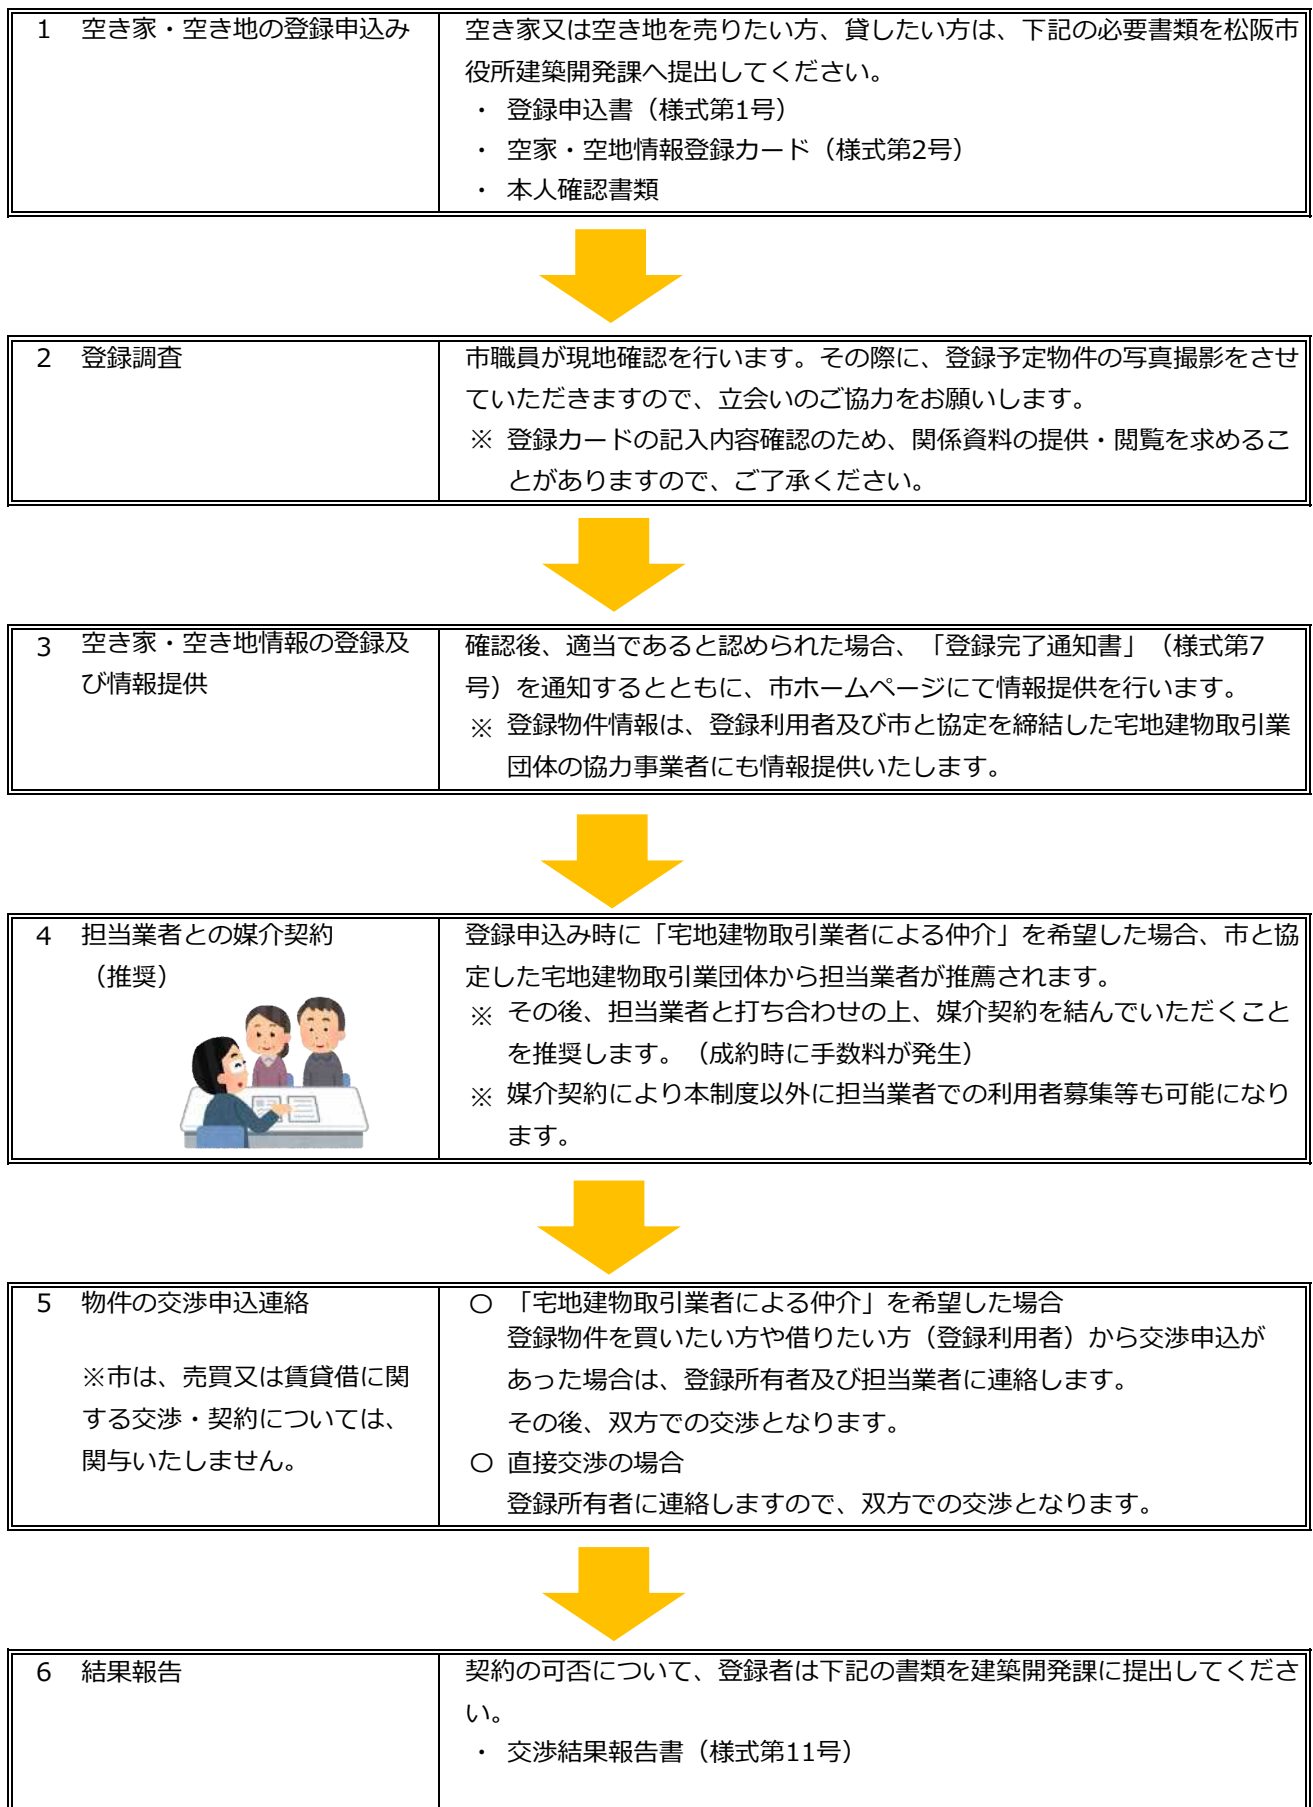 1 空き家・空き地の登録申込み
空き家又は空き地を売りたい方、貸したい方は、下記の必要書類を松阪市
役所建築開発課へ提出してください。
・ 登録申込書（様式第1号）
・ 空家・空地情報登録カード（様式第2号）
・ 本人確認書類
2 登録調査
市職員が現地確認を行います。その際に、登録予定物件の写真撮影をさせ
ていただきますので、立会いのご協力をお願いします。
※ 登録カードの記入内容確認のため、関係資料の提供・閲覧を求めるこ
とがありますので、ご了承ください。
3 空き家・空き地情報の登録及
び情報提供
確認後、適当であると認められた場合、「登録完了通知書」（様式第7
号）を通知するとともに、市ホームページにて情報提供を行います。
※ 登録物件情報は、登録利用者及び市と協定を締結した宅地建物取引業
団体の協力事業者にも情報提供いたします。
4 担当業者との媒介契約
（推奨）
登録申込み時に「宅地建物取引業者による仲介」を希望した場合、市と協
定した宅地建物取引業団体から担当業者が推薦されます。
※ その後、担当業者と打ち合わせの上、媒介契約を結んでいただくこと
を推奨します。（成約時に手数料が発生）
※ 媒介契約により本制度以外に担当業者での利用者募集等も可能になり
ます。
5 物件の交渉申込連絡
※市は、売買又は賃貸借に関
する交渉・契約については、
関与いたしません。
〇 「宅地建物取引業者による仲介」を希望した場合
登録物件を買いたい方や借りたい方（登録利用者）から交渉申込が
あった場合は、登録所有者及び担当業者に連絡します。
その後、双方での交渉となります。
〇 直接交渉の場合
登録所有者に連絡しますので、双方での交渉となります。
6 結果報告
契約の可否について、登録者は下記の書類を建築開発課に提出してくださ
い。
・ 交渉結果報告書（様式第11号）